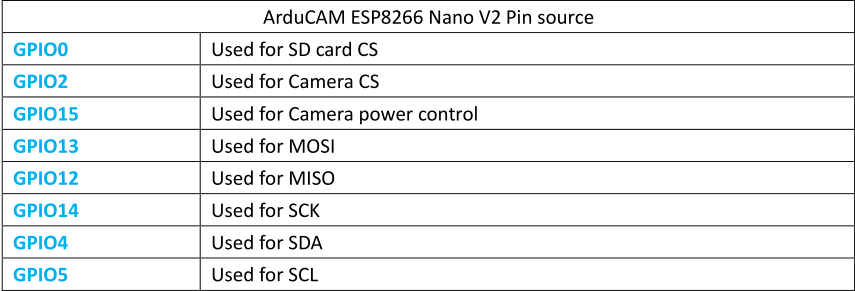 ArduCAM ESP8266 Nano V2 Pin source
GPIO0 Used for SD card CS
GPIO2 Used for Camera CS
GPIO15 Used for Camera power control
GPIO13 Used for MOSI
GPIO12 Used for MISO
GPIO14 Used for SCK
GPIO4 Used for SDA
GPIO5 Used for SCL